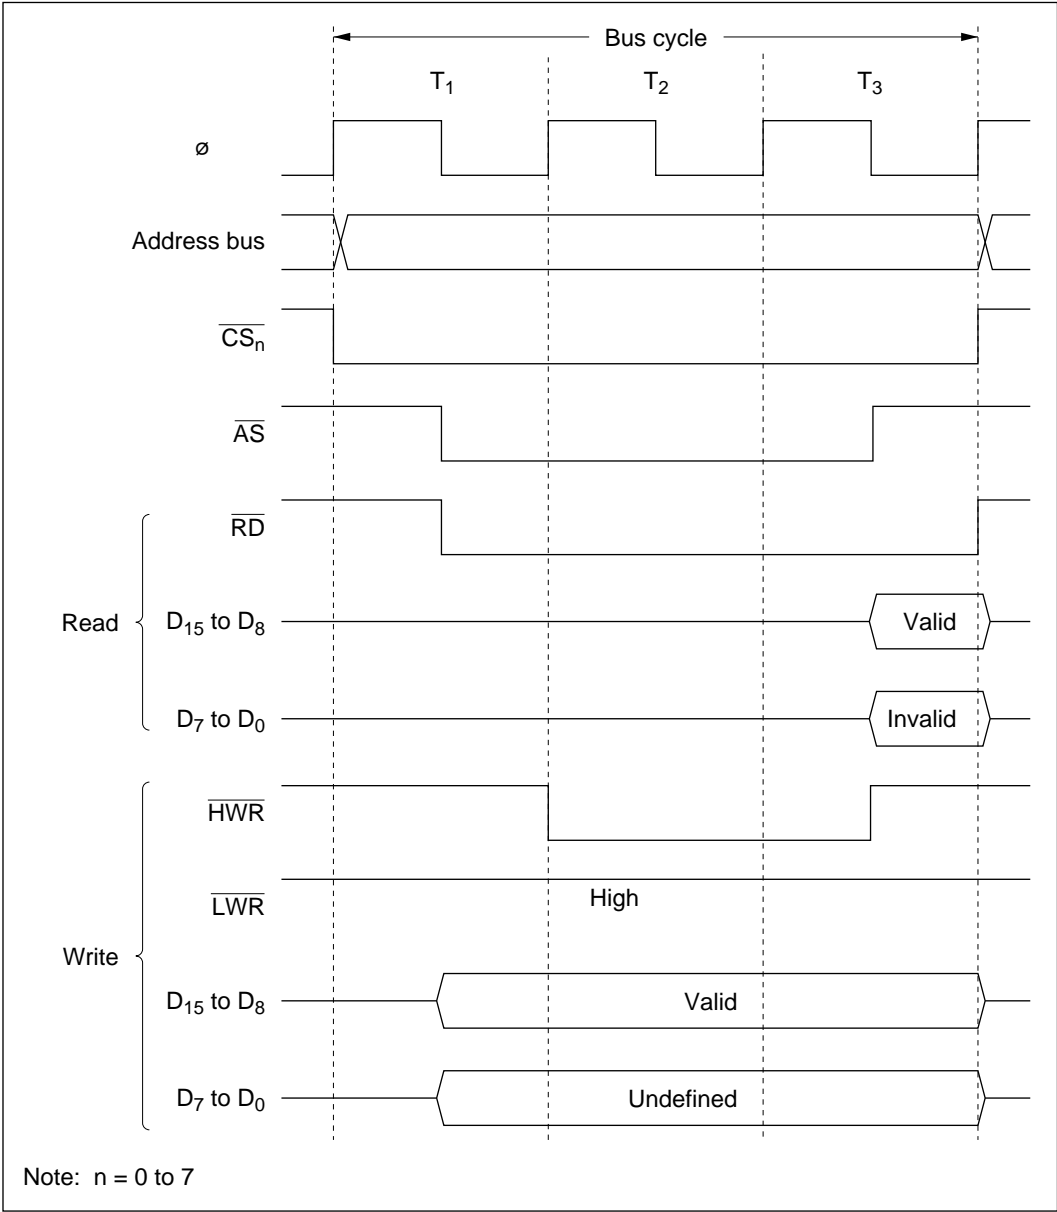 Bus cycle
T1 T2 T3
ø
Address bus
CSn
AS
RD
Read
D15 to D8 Valid
D7 to D0 Invalid
HWR
LWR High
Write
D15 to D8 Valid
D7 to D0 Undefined
Note: n = 0 to 7